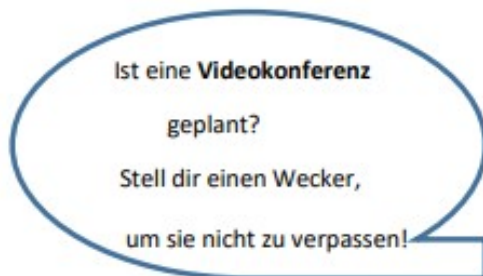 Ist eine Videokonferenz
geplant?
Stell dir einen Wecker,
um sie nicht zu verpassen!